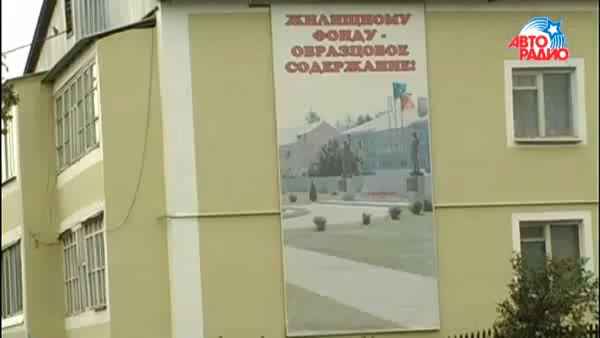 ЖИЛИЩНОМУ
ФОНДУ -
ОБРАЗЦОВОЕ
СОДЕРЖАНИЕ!
АВТО
РАДИО